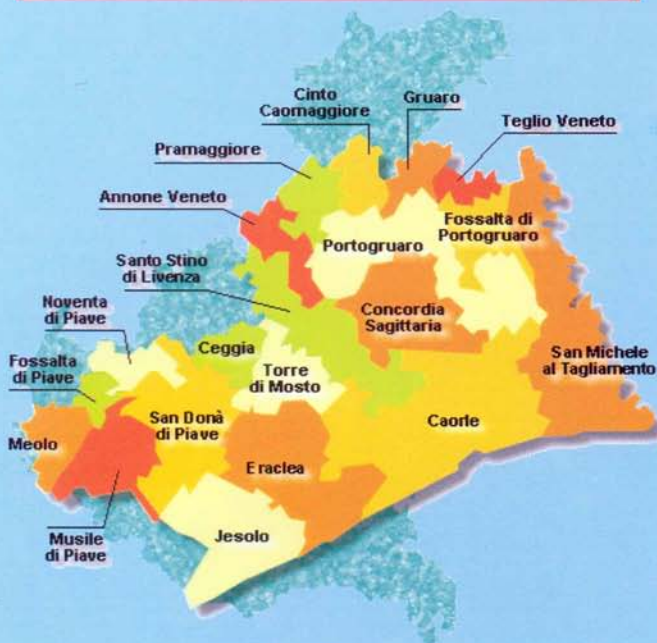 Cinto
Caomaggiore
Gruaro
Teglio Veneto
Pramaggiore
Annone Veneto
Fossalta di
Portogruaro
Portogruaro
Santo Stino
di Livenza
Noventa
di Piave
Concordia
Sagittaria
Ceggia
Fossalta
di Piave
Torre
di Mosto
San Michele
al Tagliamento
San Donà
di Piave
Caorle
Meolo
Eraclea
Musile
di Piave
Jesolo